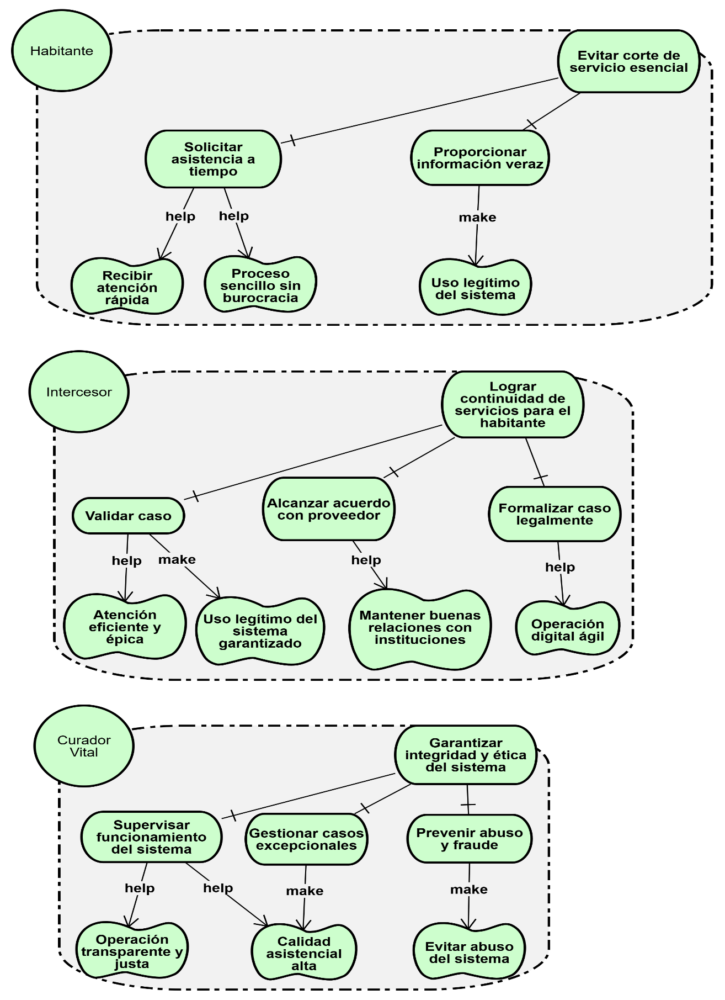 Habitante
Evitar corte de
servicio esencial
Solicitar
asistencia a
tiempo
Proporcionar
información veraz
help
help
make
Recibir
atención
rápida
Proceso
sencillo sin
burocracia
Uso legítimo
del sistema
Intercesor
Lograr
continuidad de
servicios para el
habitante
Validar caso
Alcanzar acuerdo
con proveedor
Formalizar caso
legalmente
help
make
help
help
Atención
eficiente y
épica
Uso legítimo del
sistema
garantizado
Mantener buenas
relaciones con
instituciones
Operación
digital ágil
Curador
Vital
Garantizar
integridad y ética
del sistema
Supervisar
funcionamiento
del sistema
Gestionar casos
excepcionales
Prevenir abuso
y fraude
help
help
make
make
Operación
transparente y
justa
Calidad
asistencial
alta
Evitar abuso
del sistema